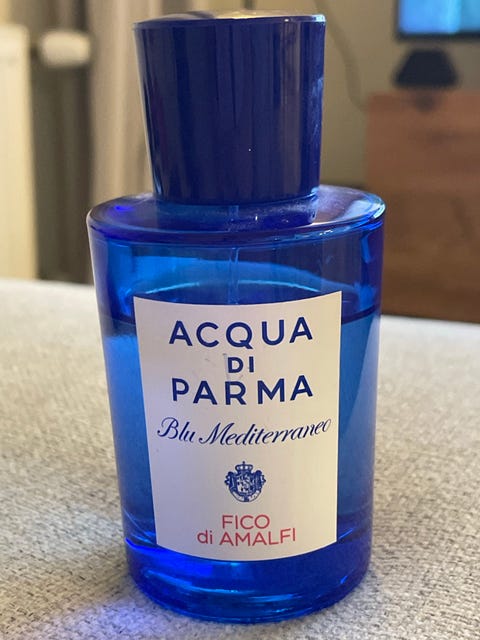 ACQUA
DI
PARMA
Blu Mediterraneo
FICO
di AMALFI